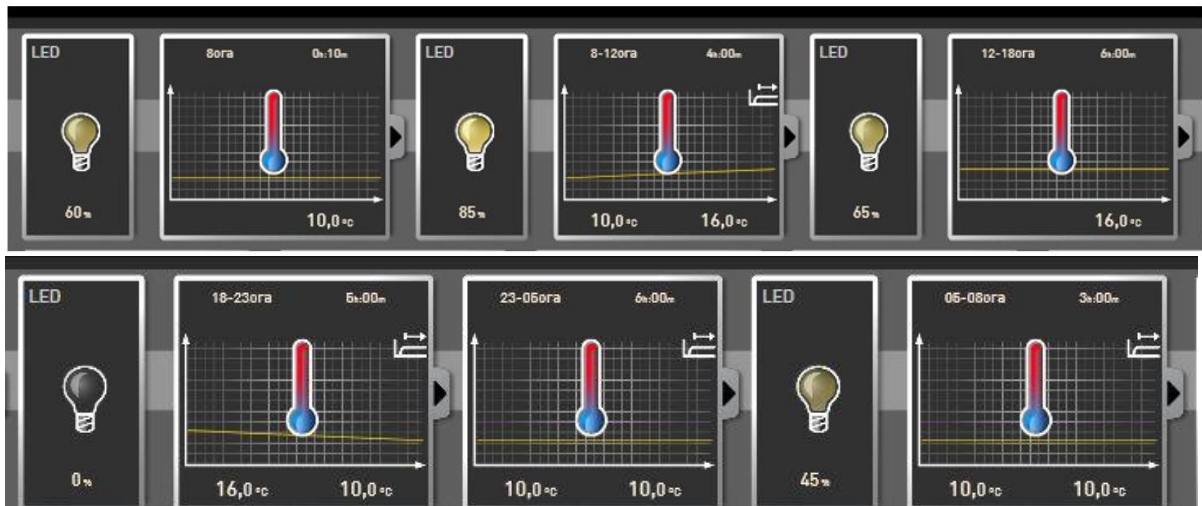 LED
60%
8ora 0h:10m
10,0 °C
LED
85%
8-12ora 4h:00m
10,0 °C 16,0 °C
LED
65%
12-18ora 6h:00m
16,0 °C
LED
0%
18-23ora 5h:00m
16,0 °C 10,0 °C
23-05ora 6h:00m
10,0 °C 10,0 °C
LED
45%
05-08ora 3h:00m
10,0 °C 10,0 °C